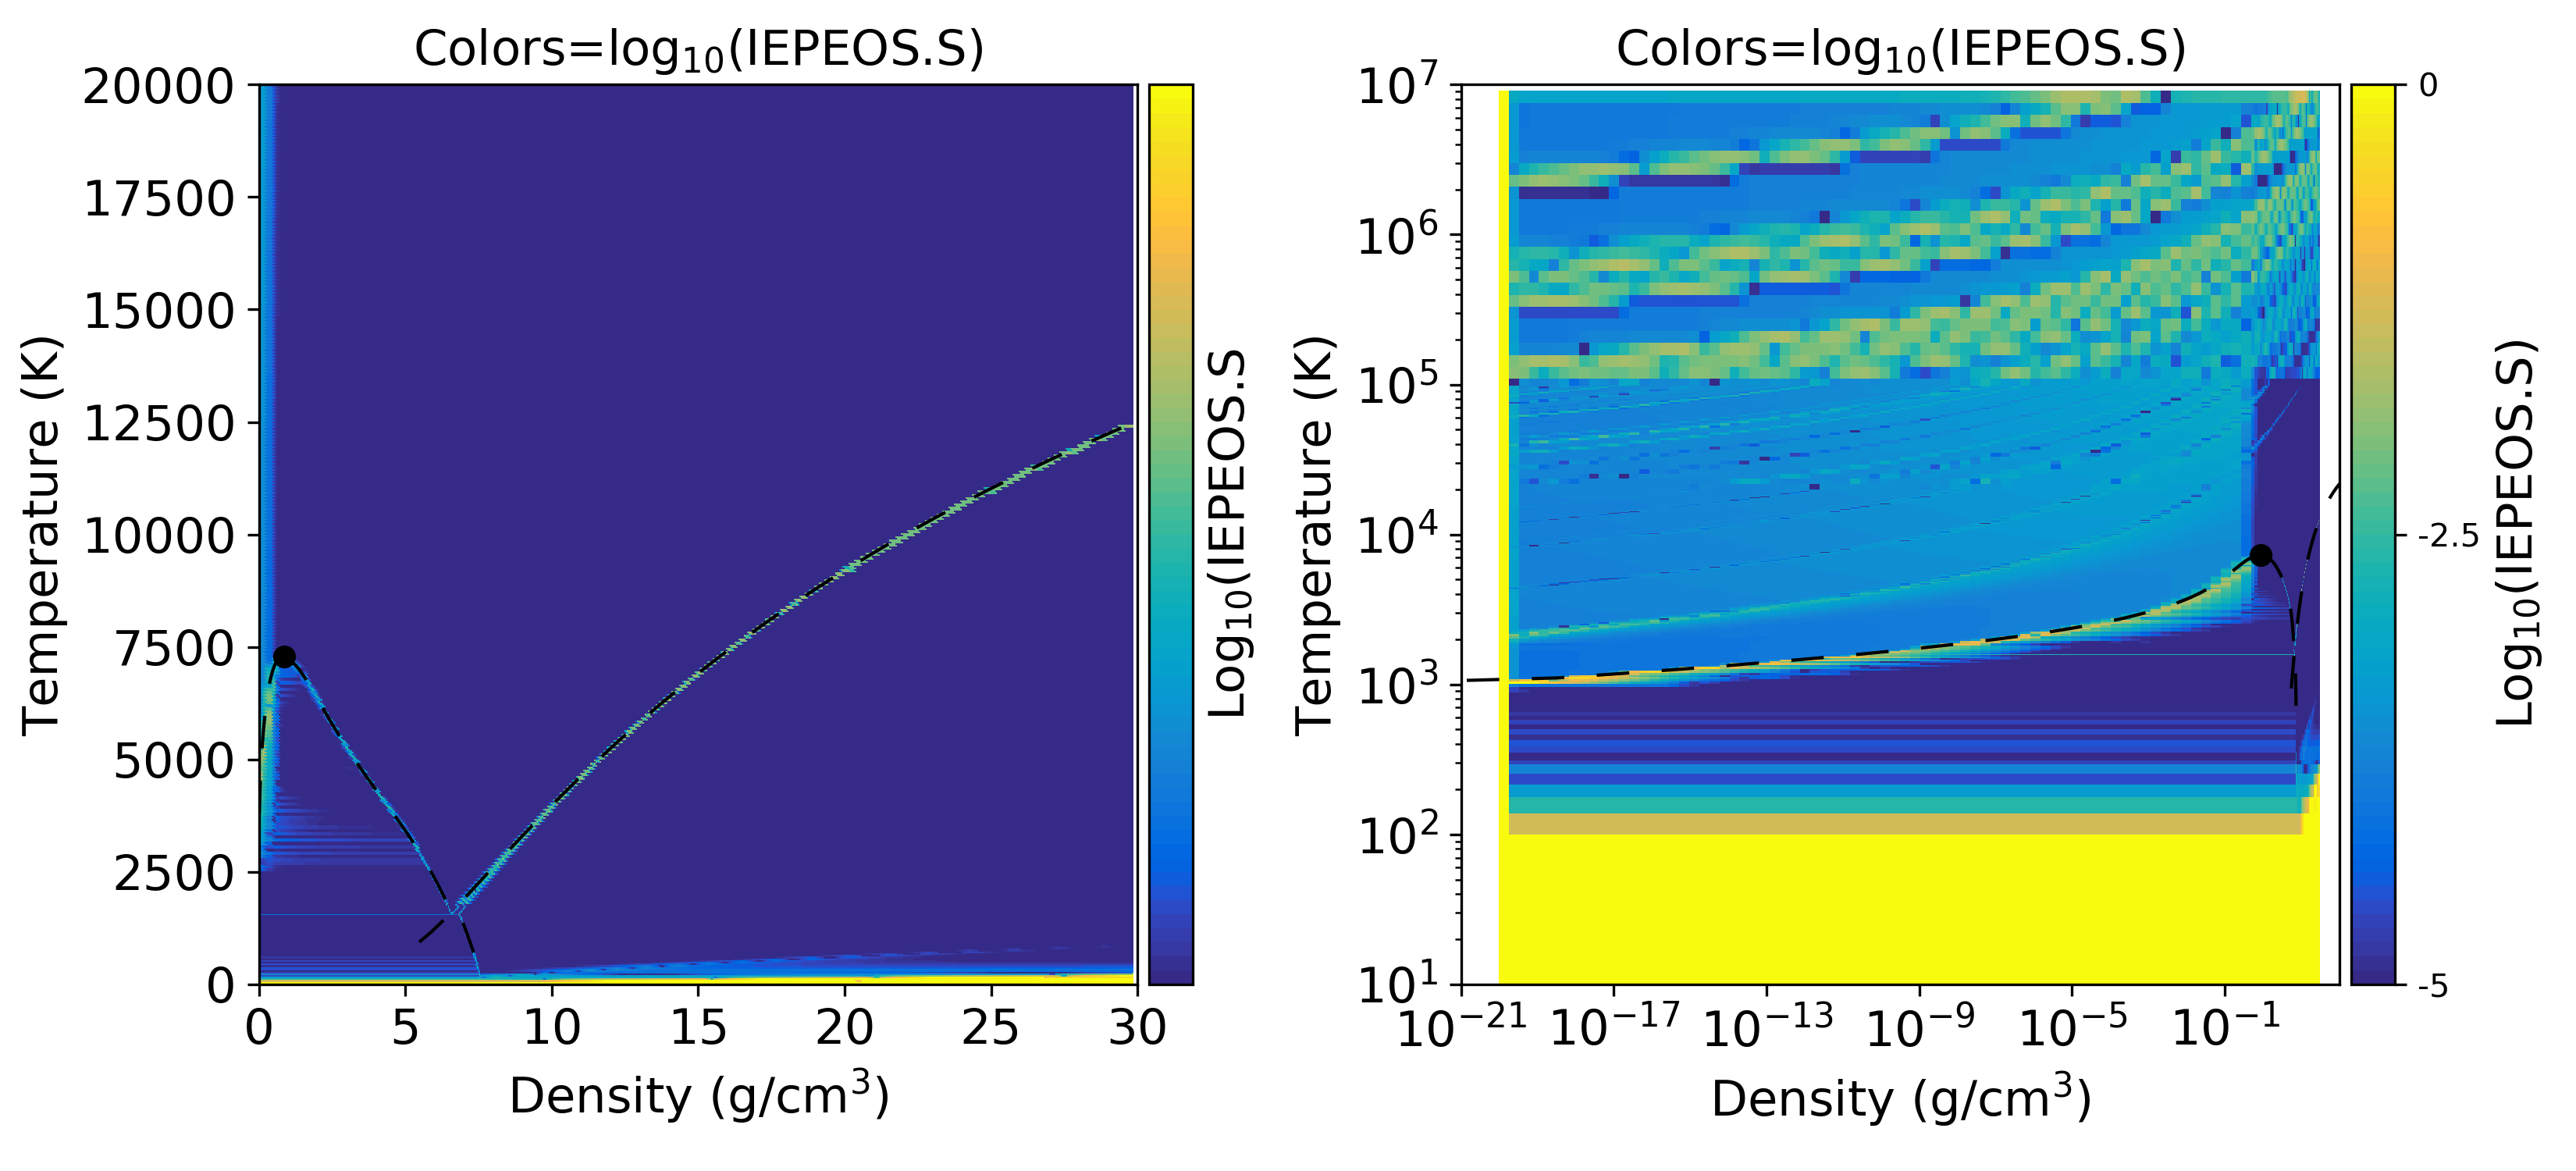 Colors=log₁₀(IEPEOS.S)
20000
17500
15000
12500
10000
7500
5000
2500
0
Temperature (K)
0 5 10 15 20 25 30
Density (g/cm³)
Log₁₀(IEPEOS.S
Colors=log₁₀(IEPEOS.S)
10⁷
10⁶
10⁵
10⁴
10³
10²
10¹
Temperature (K)
10⁻²¹ 10⁻¹⁷ 10⁻¹³ 10⁻⁹ 10⁻⁵ 10⁻¹
Density (g/cm³)
0
-2.5
-5
Log₁₀(IEPEOS.S)